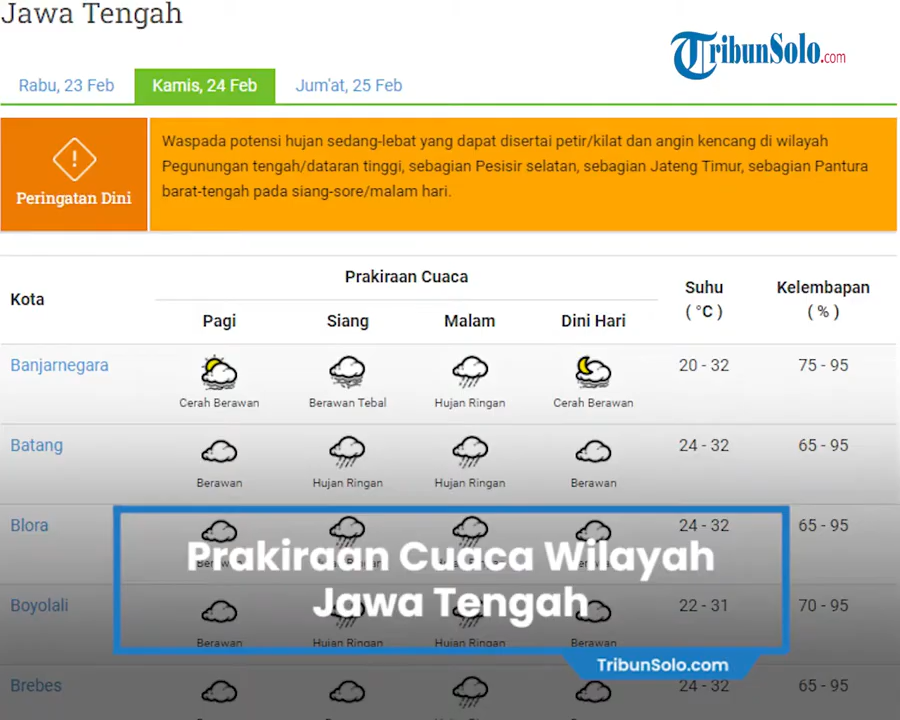 Jawa Tengah
TribunSolo.com
Rabu, 23 Feb
Kamis, 24 Feb
Jum'at, 25 Feb
Peringatan Dini
Waspada potensi hujan sedang-lebat yang dapat disertai petir/kilat dan angin kencang di wilayah
Pegunungan tengah/dataran tinggi, sebagian Pesisir selatan, sebagian Jateng Timur, sebagian Pantura
barat-tengah pada siang-sore/malam hari.
Kota
Prakiraan Cuaca
Suhu
( °C )
Kelembapan
( % )
Pagi
Siang
Malam
Dini Hari
Banjarnegara
Cerah Berawan
Berawan Tebal
Hujan Ringan
Cerah Berawan
20 - 32
75 - 95
Batang
Berawan
Hujan Ringan
Hujan Ringan
Berawan
24 - 32
65 - 95
Blora
24 - 32
65 - 95
Prakiraan Cuaca Wilayah
Jawa Tengah
Boyolali
Berawan
Hujan Ringan
Hujan Ringan
Berawan
22 - 31
70 - 95
TribunSolo.com
Brebes
24 - 32
65 - 95